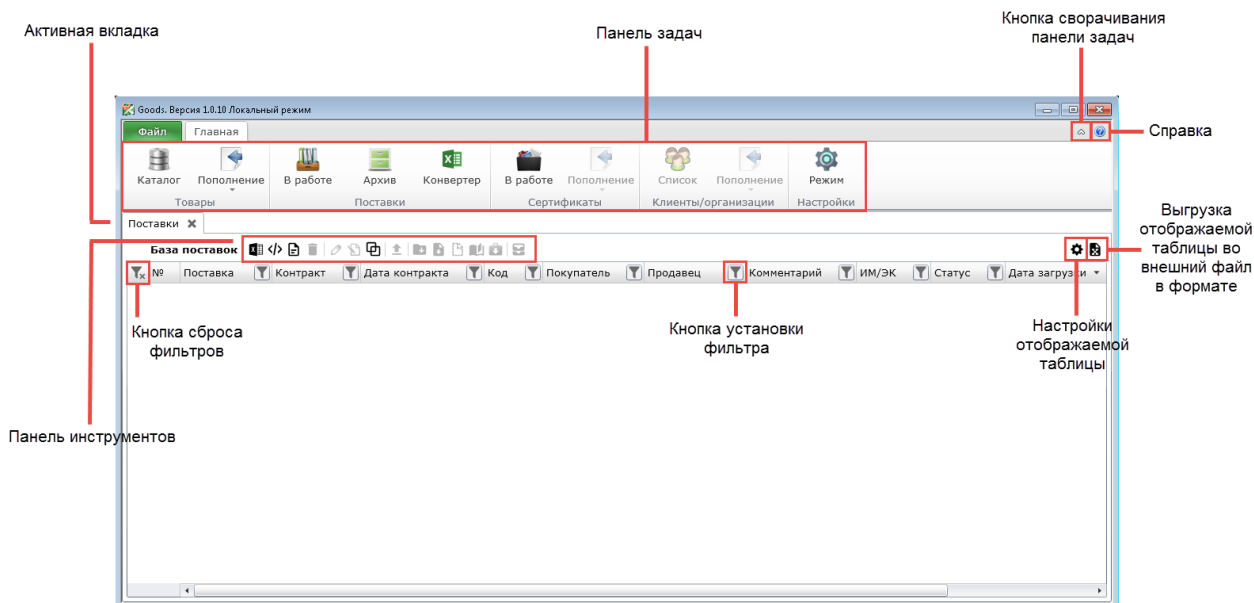 Кнопка сворачивания
панели задач
Активная вкладка
Панель задач
Goods. Версия 1.0.10 Локальный режим
Файл Главная
Справка
Каталог Пополнение В работе Архив Конвертер В работе Пополнение Список Пополнение Режим
Товары Поставки Сертификаты Клиенты/организации Настройки
Поставки
База поставок
№ Поставка Контракт Дата контракта Код Покупатель Продавец Комментарий ИМ/ЭК Статус Дата загрузки
Выгрузка
отображаемой
таблицы во
внешний файл
в формате
Кнопка сброса
фильтров
Кнопка установки
фильтра
Настройки
отображаемой
таблицы
Панель инструментов